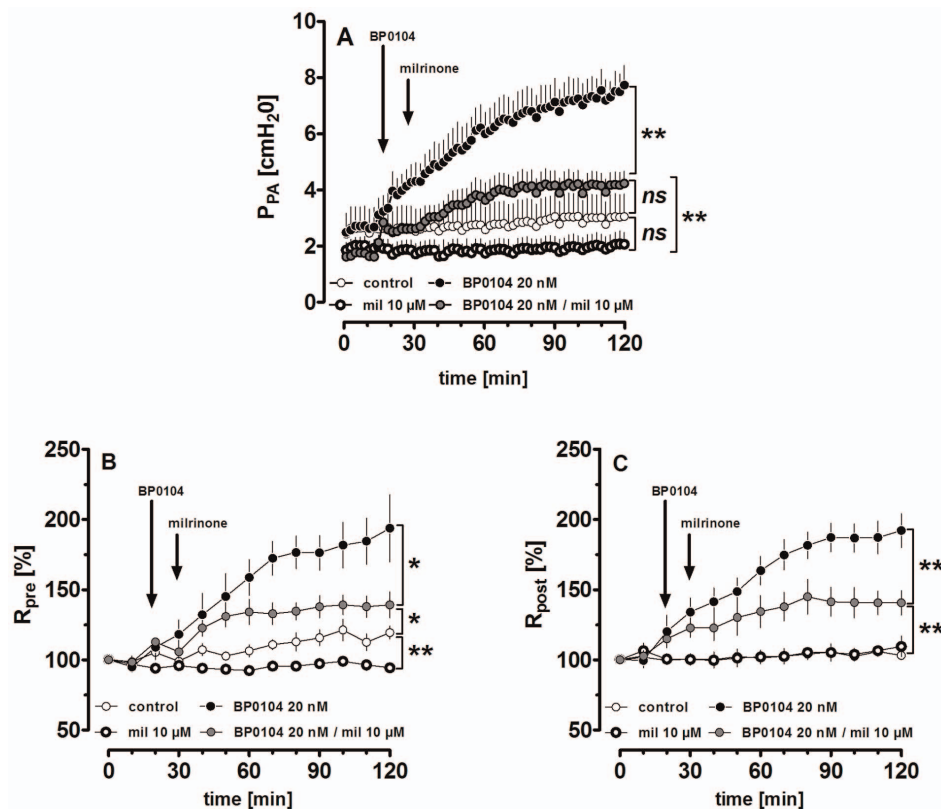 A
BP0104
milrinone
10
8
6
4
2
0
P_PA [cmH_20]
**
ns
ns
**
control
BP0104 20 nM
mil 10 µM
BP0104 20 nM / mil 10 µM
0 30 60 90 120
time [min]
B
BP0104
milrinone
250
200
150
100
50
R_pre [%]
*
*
**
control
BP0104 20 nM
mil 10 µM
BP0104 20 nM / mil 10 µM
0 30 60 90 120
time [min]
C
BP0104
milrinone
250
200
150
100
50
R_post [%]
**
**
control
BP0104 20 nM
mil 10 µM
BP0104 20 nM / mil 10 µM
0 30 60 90 120
time [min]